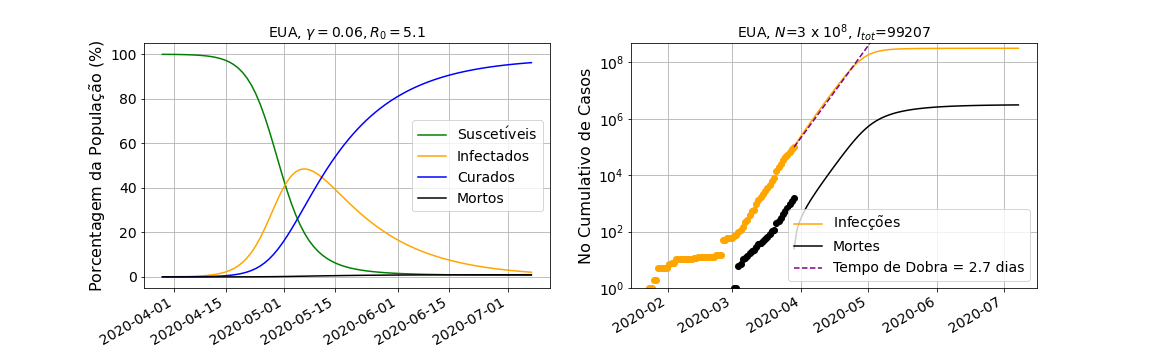 EUA, γ = 0.06, R₀ = 5.1
Porcentagem da População (%)
100
80
60
40
20
0
Suscetíveis
Infectados
Curados
Mortos
2020-04-01
2020-04-15
2020-05-01
2020-05-15
2020-06-01
2020-06-15
2020-07-01
EUA, N=3 x 10⁸, I_tot=99207
No Cumulativo de Casos
10⁸
10⁶
10⁴
10²
10⁰
Infecções
Mortes
Tempo de Dobra = 2.7 dias
2020-02
2020-03
2020-04
2020-05
2020-06
2020-07